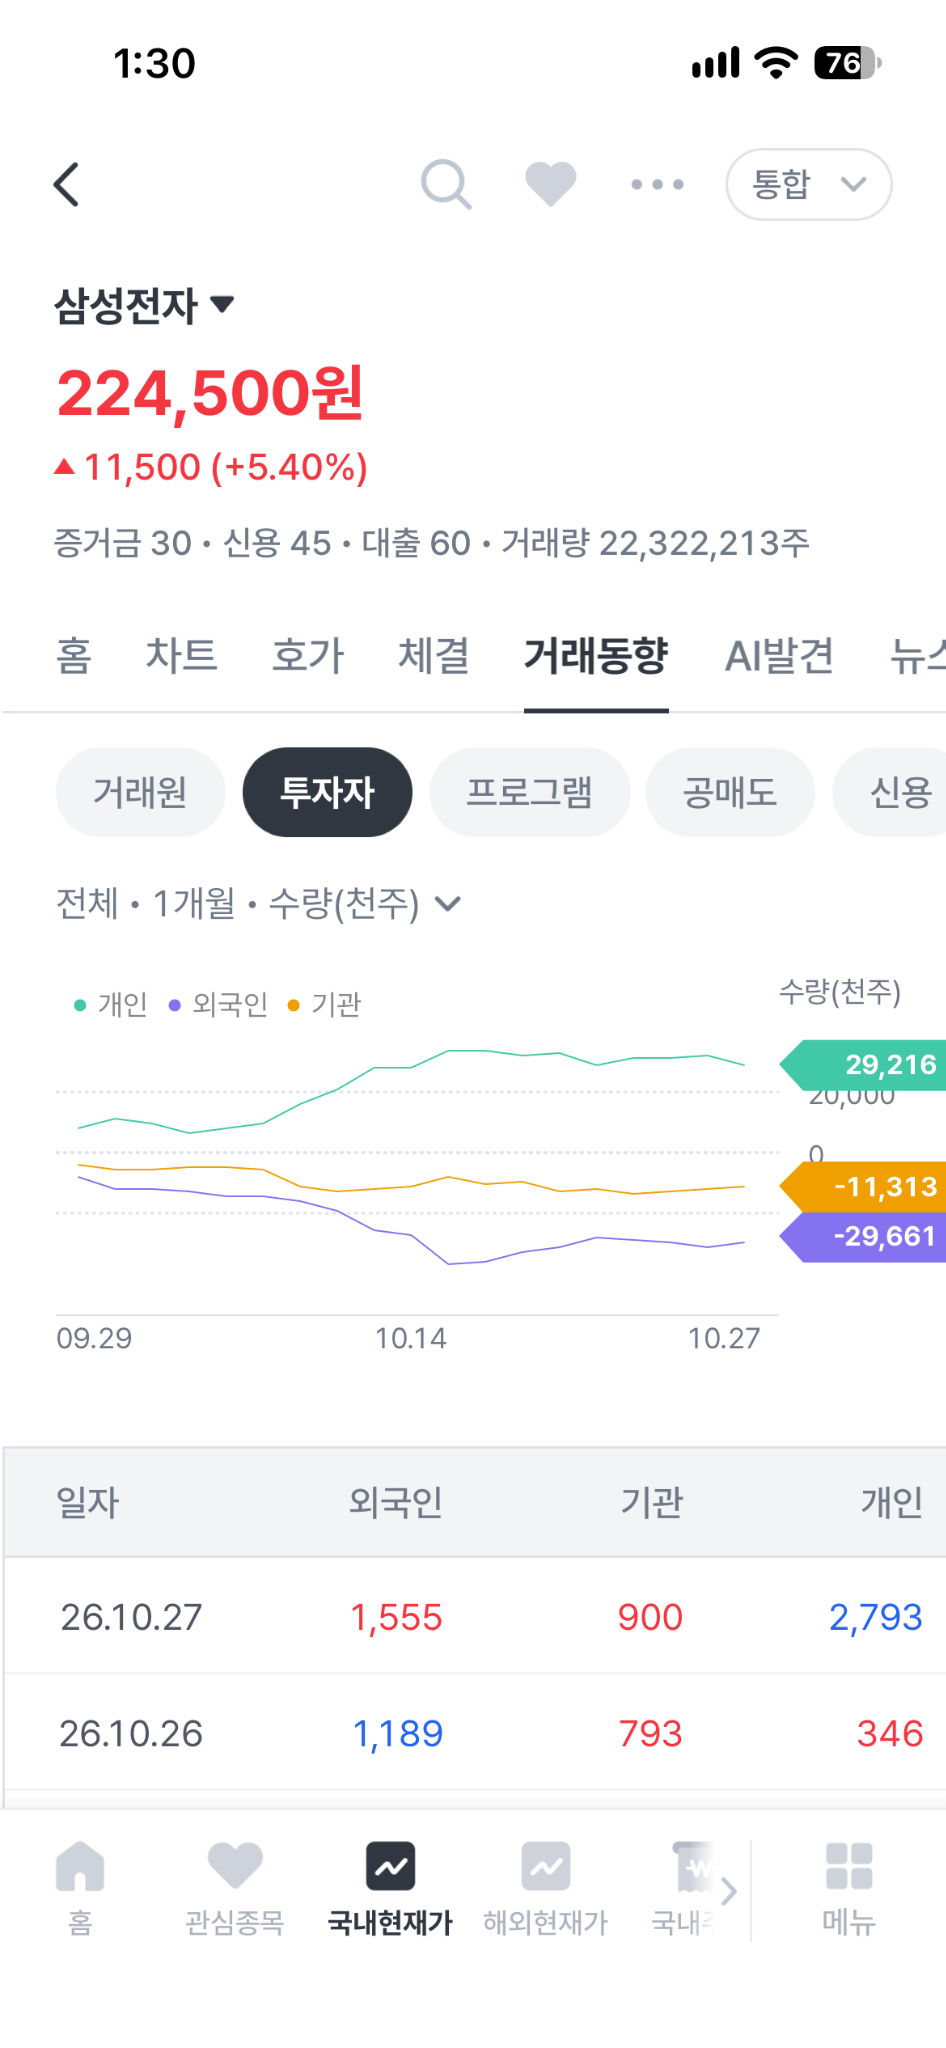 1:30
76
통합
삼성전자
224,500원
11,500 (+5.40%)
증거금 30 • 신용 45 • 대출 60 • 거래량 22,322,213주
홈 차트 호가 체결 거래동향 AI발견 뉴스
거래원 투자자 프로그램 공매도 신용
전체 • 1개월 • 수량(천주)
수량(천주)
개인 외국인 기관
29,216
20,000
0
-11,313
-29,661
09.29 10.14 10.27
일자 외국인 기관 개인
26.10.27 1,555 900 2,793
26.10.26 1,189 793 346
홈 관심종목 국내현재가 해외현재가 국내 메뉴